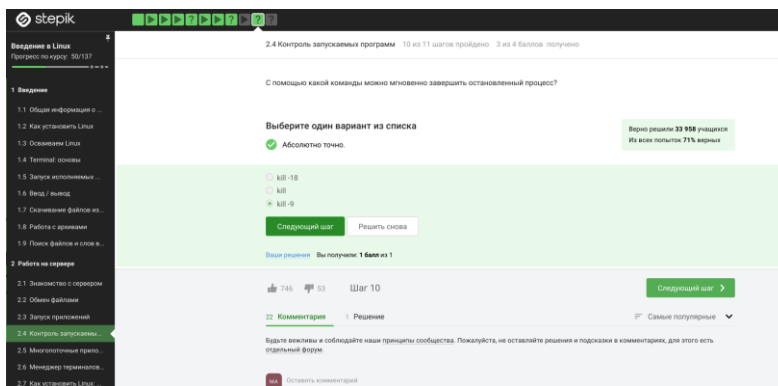 stepik
Введение в Linux
Прогресс по курсу: 50/137
1 Введение
1.1 Общая информация о ...
1.2 Как установить Linux
1.3 Осваиваем Linux
1.4 Terminal: основы
1.5 Запуск исполняемых ...
1.6 Ввод / вывод
1.7 Скачивание файлов из...
1.8 Работа с архивами
1.9 Поиск файлов и слов в...
2 Работа на сервере
2.1 Знакомство с сервером
2.2 Обмен файлами
2.3 Запуск приложений
2.4 Контроль запускаемы...
2.5 Многопоточные прило...
2.6 Менеджер терминалов...
2.7 Как установить Linux: ...
2.4 Контроль запускаемых программ 10 из 11 шагов пройдено 3 из 4 баллов получено
С помощью какой команды можно мгновенно завершить остановленный процесс?
Выберите один вариант из списка
Абсолютно точно.
Верно решили 33 958 учащихся
Из всех попыток 71% верных
kill -18
kill
kill -9
Следующий шаг Решить снова
Ваши решения Вы получили: 1 балл из 1
746 53 Шаг 10 Следующий шаг
22 Комментария 1 Решение Самые популярные
Будьте вежливы и соблюдайте наши принципы сообщества. Пожалуйста, не оставляйте решения и подсказки в комментариях, для этого есть
отдельный форум.
Оставить комментарий